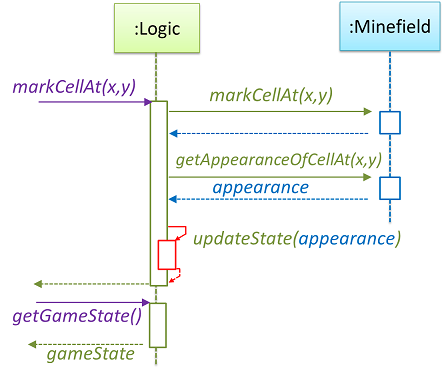 :Logic
:Minefield
markCellAt(x,y)
markCellAt(x,y)
getAppearanceOfCellAt(x,y)
appearance
updateState(appearance)
getGameState()
gameState